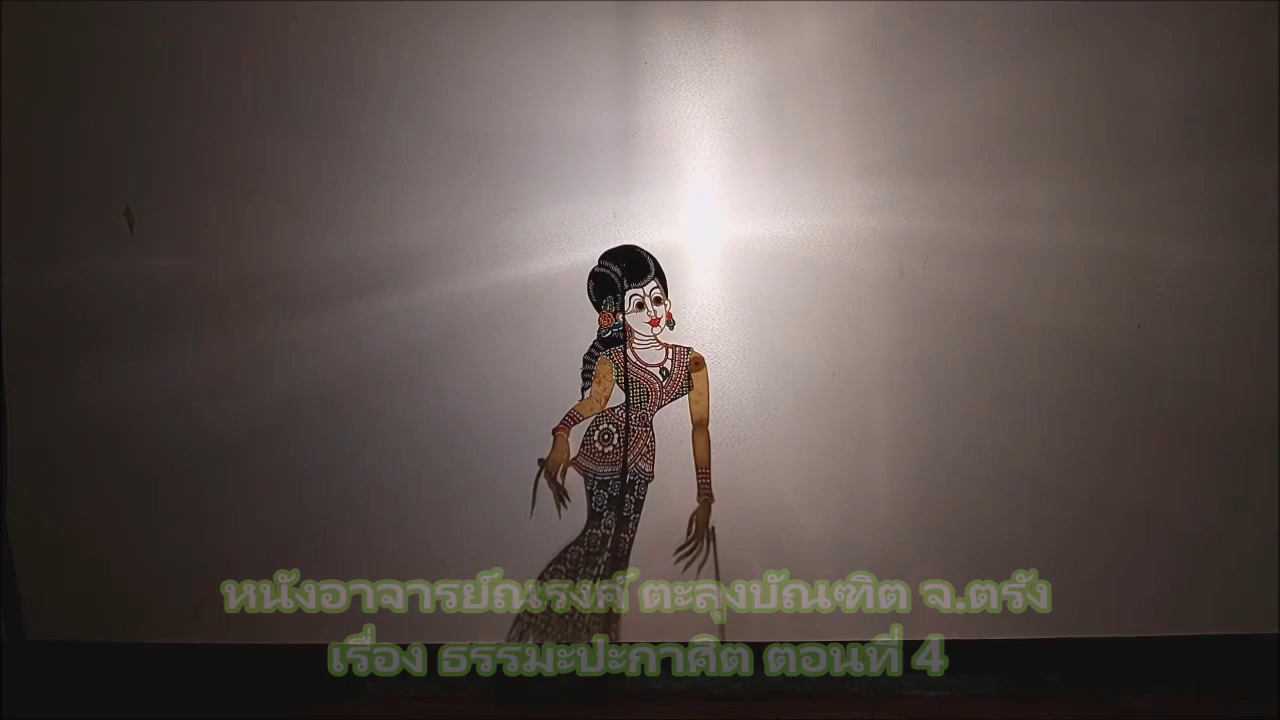 หนังอาจารย์ณรงค์ ตะลุงบัณฑิต จ.ตรัง
เรื่อง ธรรมะปะกาศิต ตอนที่ 4